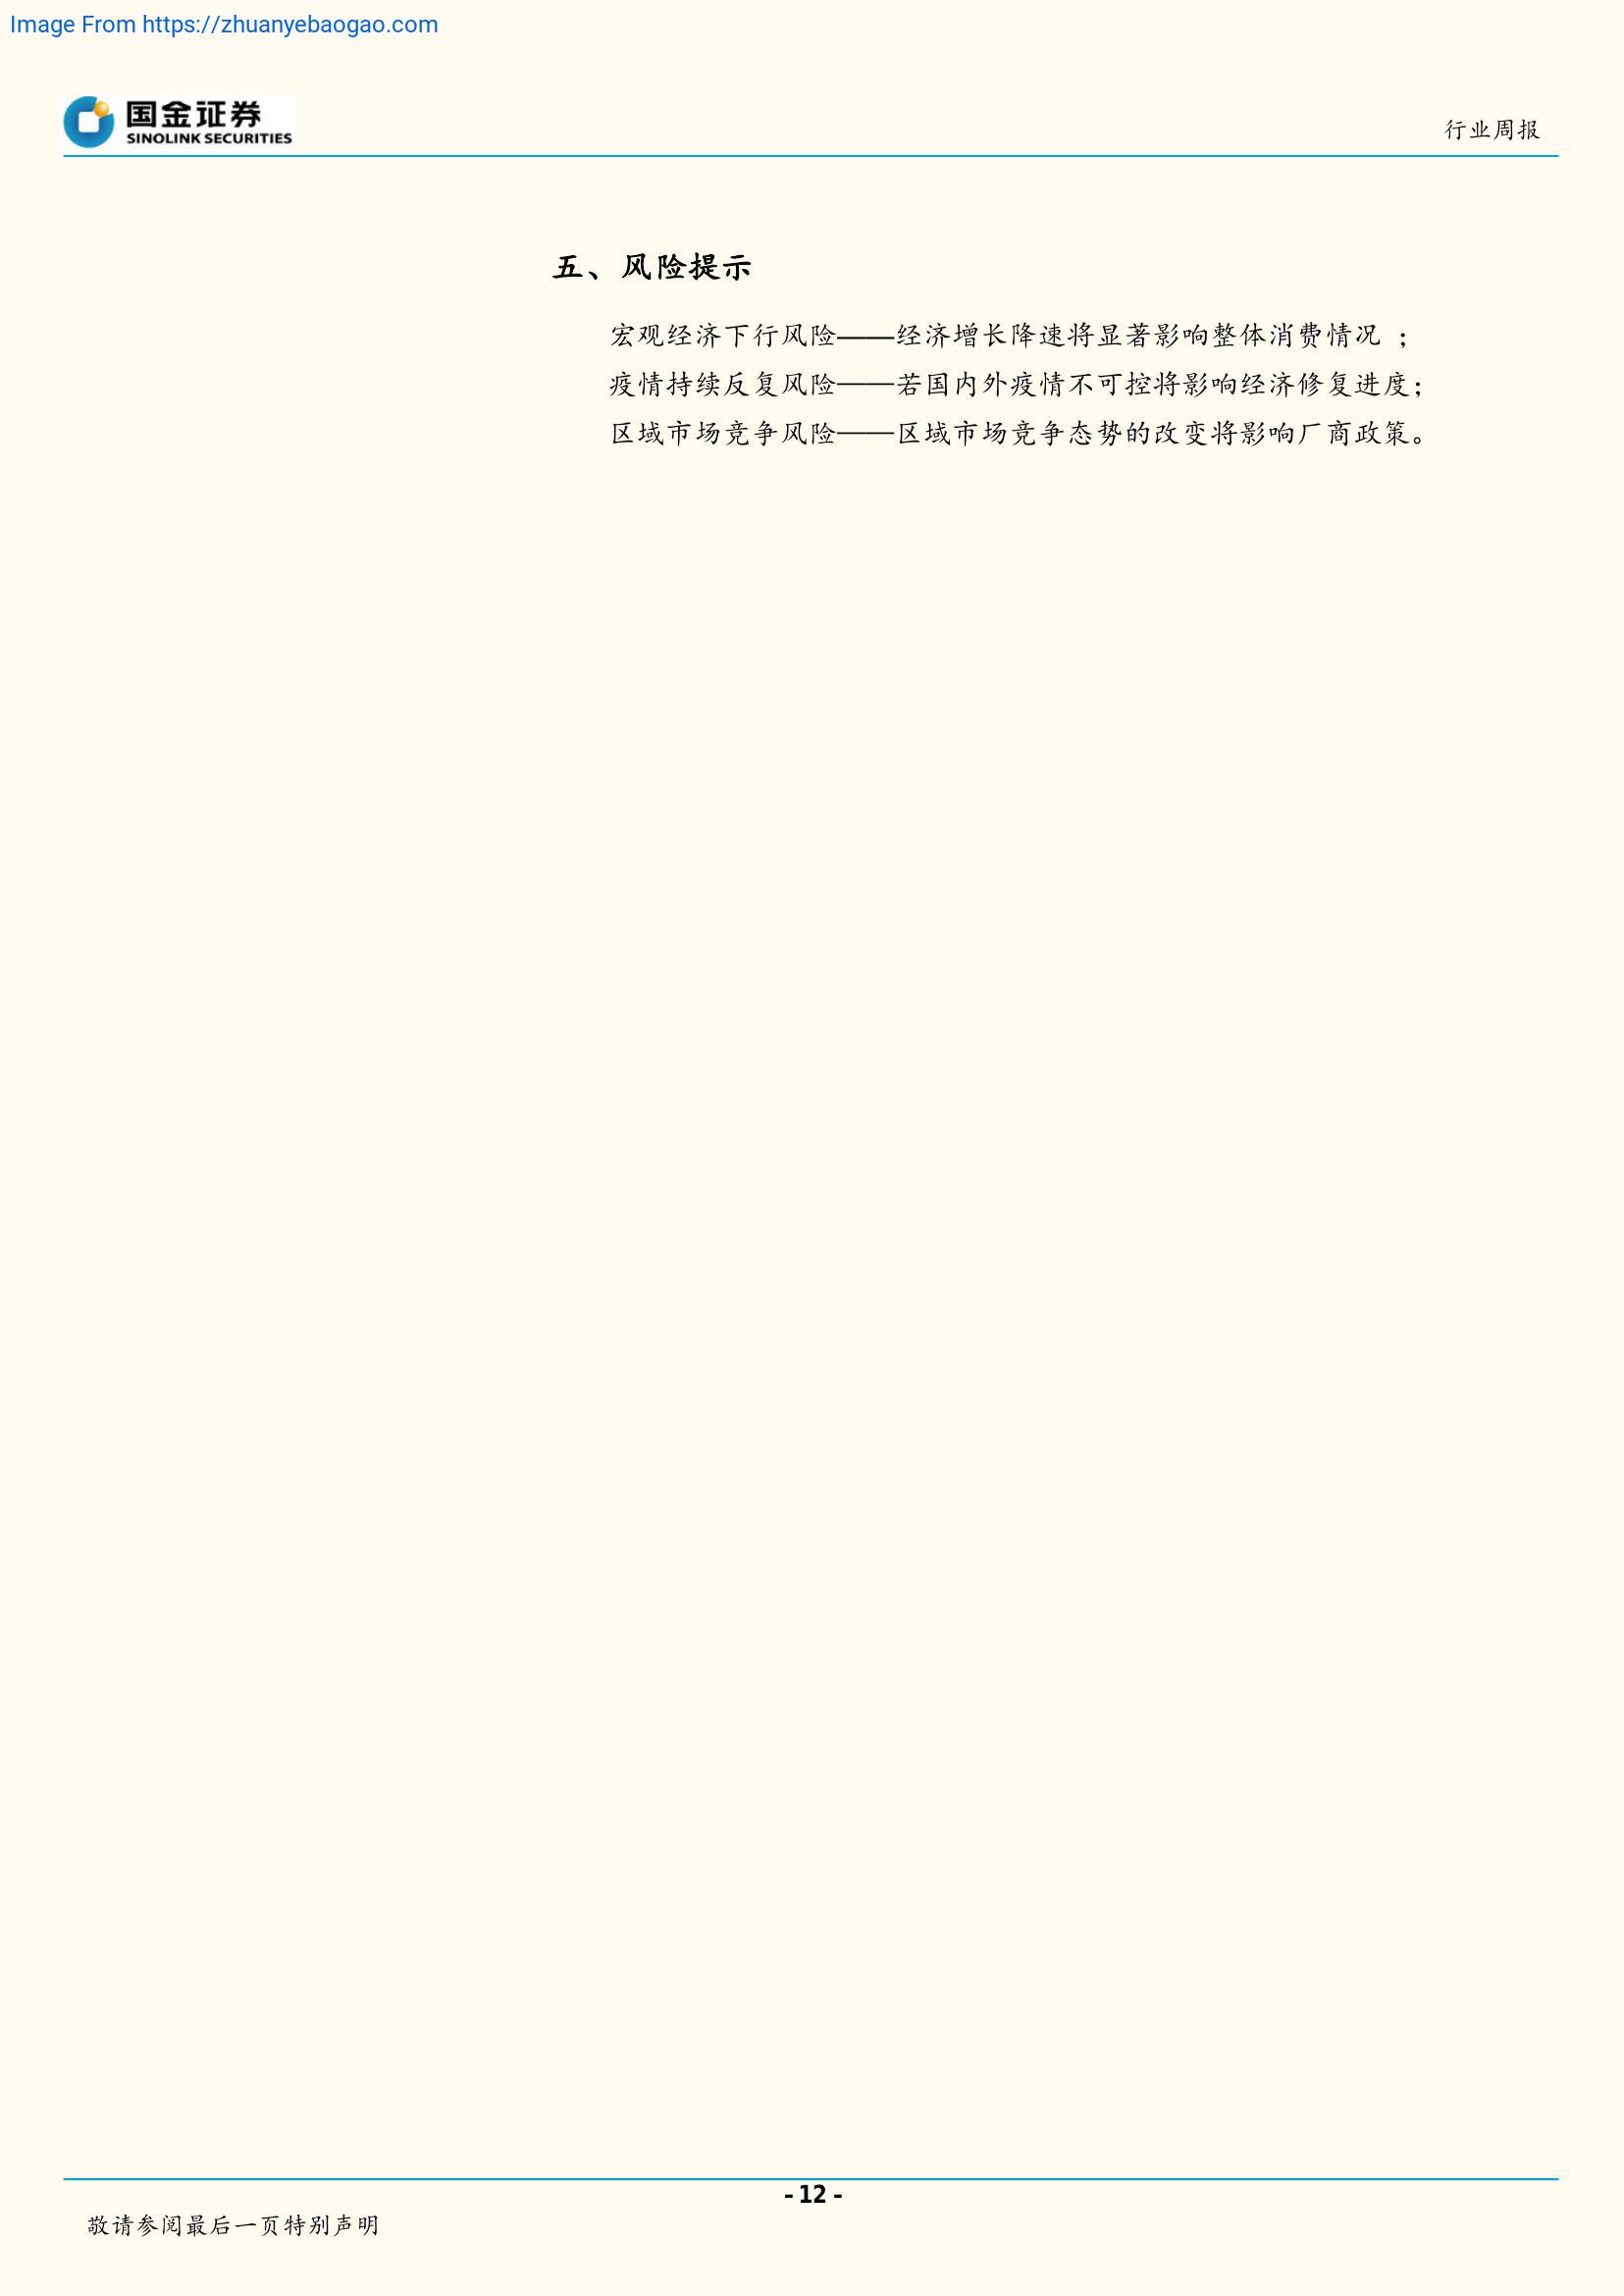 Image From https://zhuanyebaogao.com
国金证券
SINOLINK SECURITIES
行业周报
五、风险提示
宏观经济下行风险——经济增长降速将显著影响整体消费情况 ；
疫情持续反复风险——若国内外疫情不可控将影响经济修复进度；
区域市场竞争风险——区域市场竞争态势的改变将影响厂商政策。
- 12 -
敬请参阅最后一页特别声明